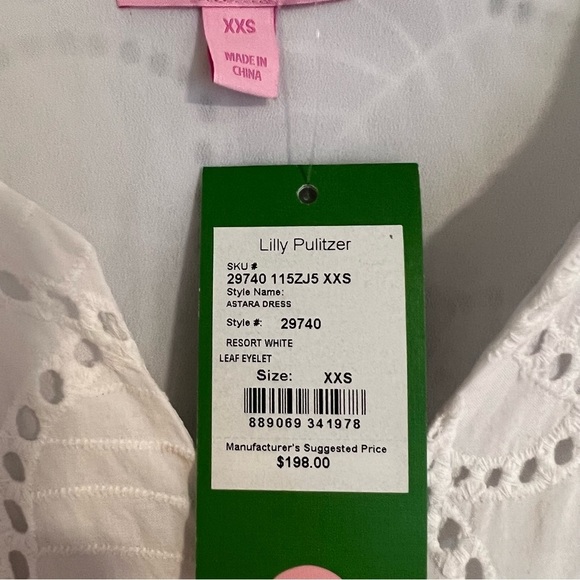 XXS
MADE IN
CHINA
Lilly Pulitzer
SKU #
29740 115ZJ5 XXS
Style Name:
ASTARA DRESS
Style #: 29740
RESORT WHITE
LEAF EYELET
Size: XXS
889069 341978
Manufacturer's Suggested Price
$198.00